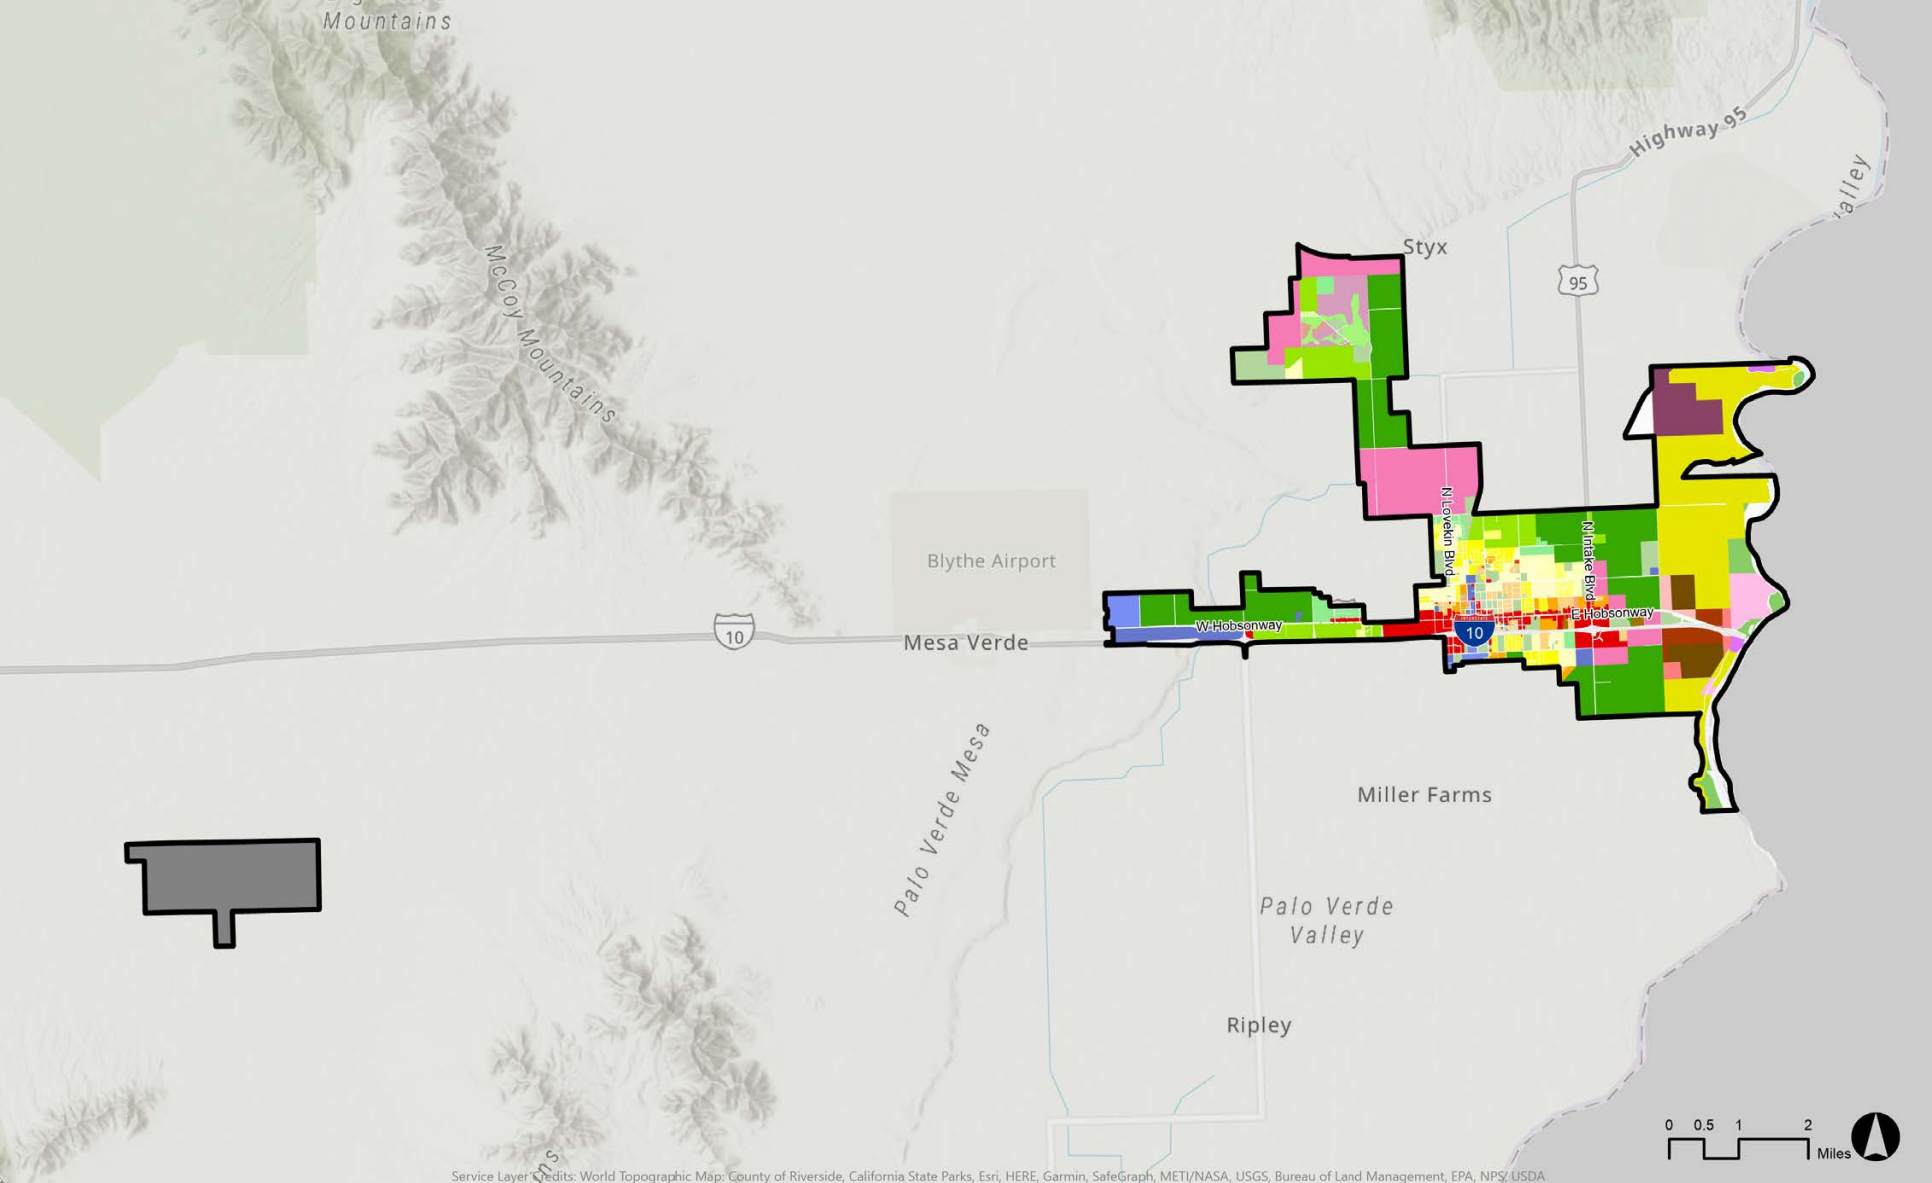 Mountains
Highway 95
alley
McCoy Mountains
Styx
95
N Lovekin Blvd
N Intake Blvd
Blythe Airport
E Hobsonway
W Hobsonway
INTERSTATE
10
10
Mesa Verde
Palo Verde Mesa
Miller Farms
Palo Verde
Valley
Ripley
0 0.5 1 2
Miles
ns
Service Layer Credits: World Topographic Map: County of Riverside, California State Parks, Esri, HERE, Garmin, SafeGraph, METI/NASA, USGS, Bureau of Land Management, EPA, NPS, USDA